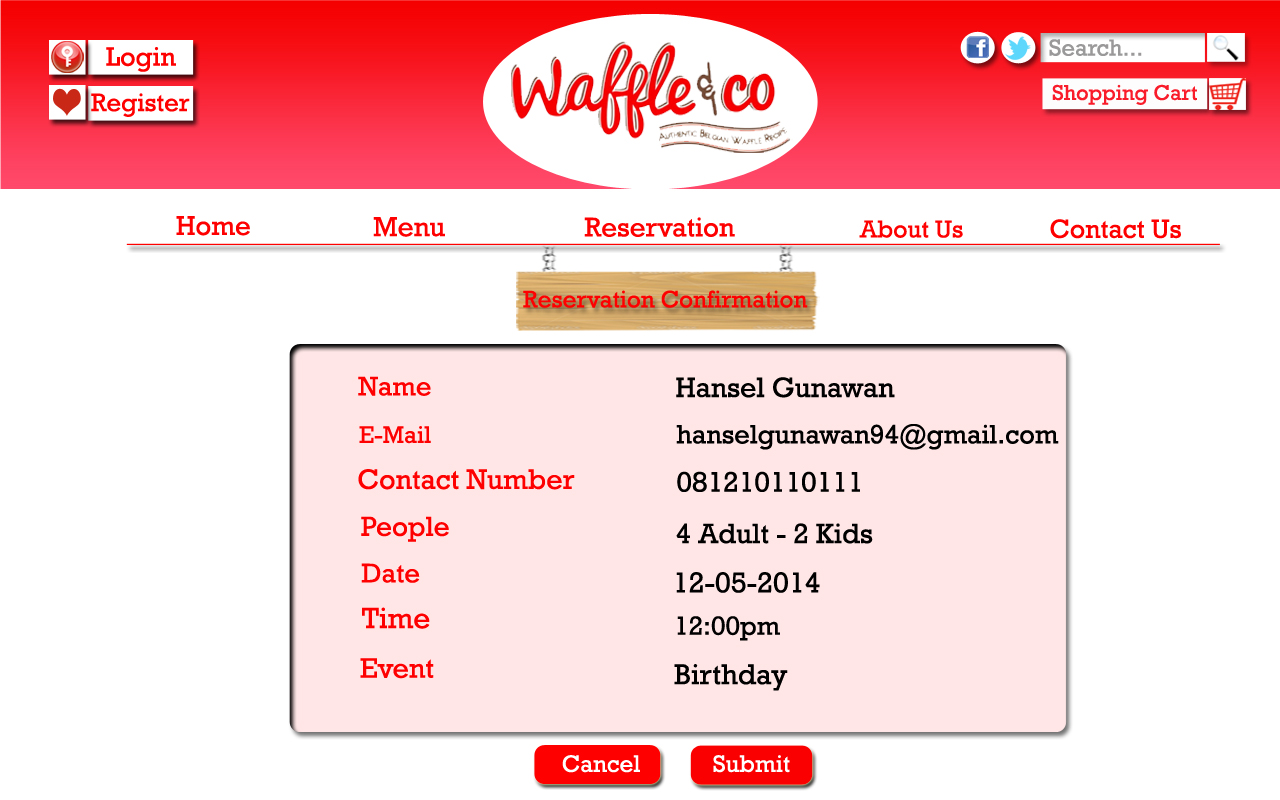 Login
Register
Waffle & co
Authentic Belgian Waffle Recipe
Search...
Shopping Cart
Home Menu Reservation About Us Contact Us
Reservation Confirmation
Name Hansel Gunawan
E-Mail hanselgunawan94@gmail.com
Contact Number 081210110111
People 4 Adult - 2 Kids
Date 12-05-2014
Time 12:00pm
Event Birthday
Cancel Submit